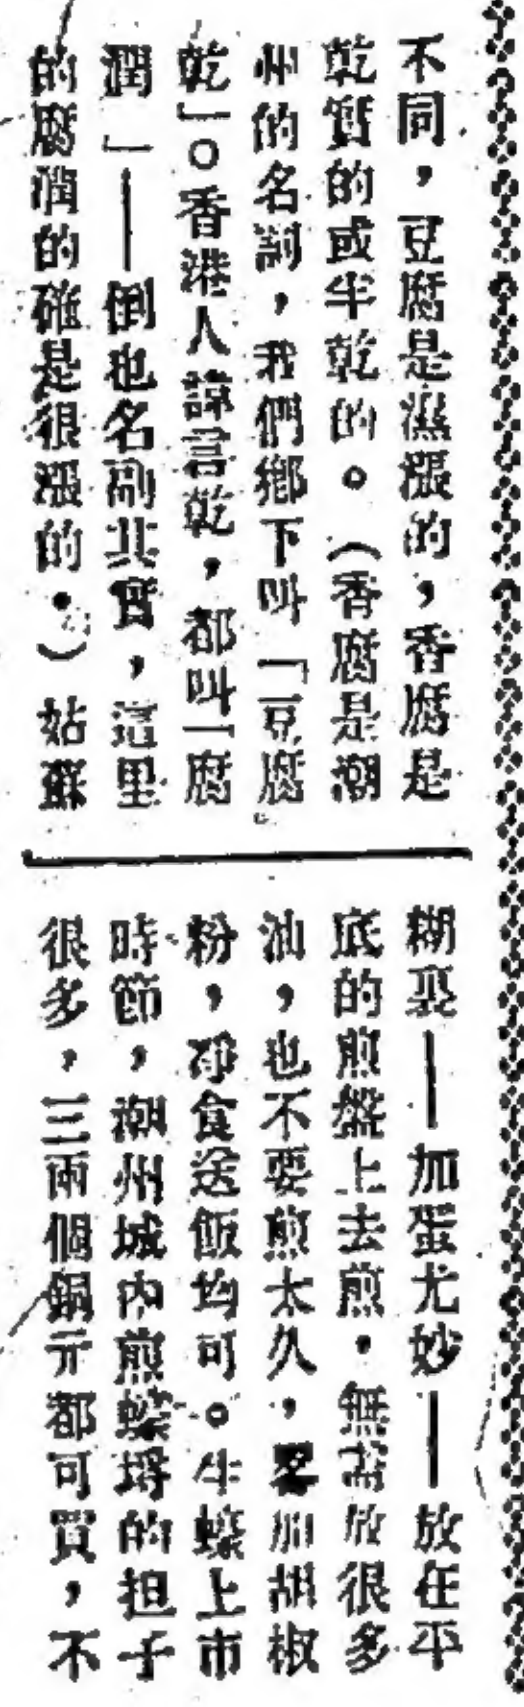 不同，豆腐是濕漲的，香腐是
乾質的或半乾的。（香腐是潮
州的名詞，我們鄉下叫「豆腐
乾」。香港人諱言乾，都叫「腐
潤」——倒也名副其實，這里
的腐潤的確是很漲的。）姑蘇
糊裏——加蛋尤妙——放在平
底的煎盤上去煎，無需放很多
油，也不要煎太久，畧加胡椒
粉，淨食送飯均可。生蠔上市
時節，潮州城內煎蠔烙的担子
很多，三兩個銅元都可買，不